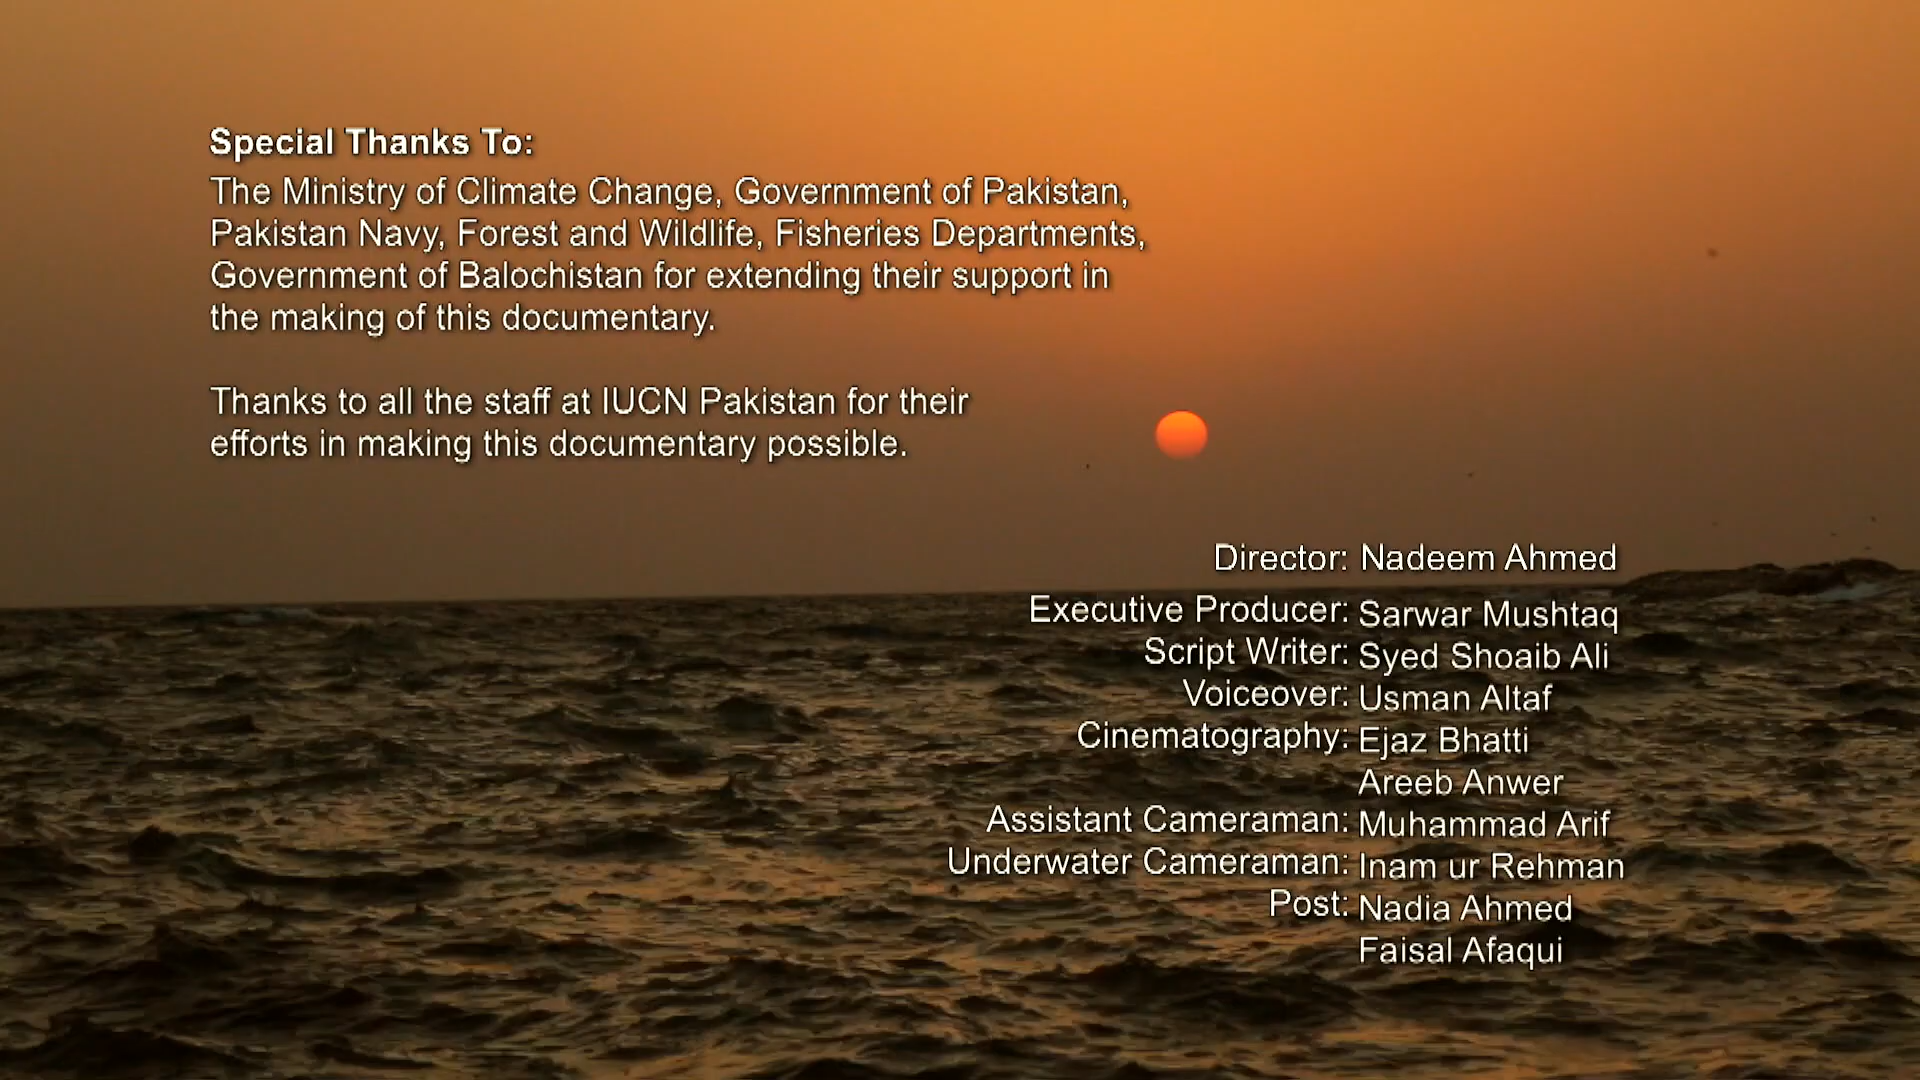 Special Thanks To:
The Ministry of Climate Change, Government of Pakistan,
Pakistan Navy, Forest and Wildlife, Fisheries Departments,
Government of Balochistan for extending their support in
the making of this documentary.
Thanks to all the staff at IUCN Pakistan for their
efforts in making this documentary possible.
Director: Nadeem Ahmed
Executive Producer: Sarwar Mushtaq
Script Writer: Syed Shoaib Ali
Voiceover: Usman Altaf
Cinematography: Ejaz Bhatti
Areeb Anwer
Assistant Cameraman: Muhammad Arif
Underwater Cameraman: Inam ur Rehman
Post: Nadia Ahmed
Faisal Afaqui